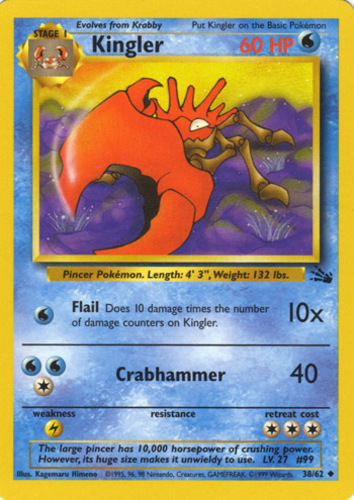 Evolves from Krabby
Put Kingler on the Basic Pokémon
STAGE 1
Kingler
60 HP
Pincer Pokémon. Length: 4' 3", Weight: 132 lbs.
Flail Does 10 damage times the number
of damage counters on Kingler.
10x
Crabhammer
40
weakness
resistance
retreat cost
The large pincer has 10,000 horsepower of crushing power.
However, its huge size makes it unwieldy to use. LV. 27 #99
Illus. Kagemaru Himeno
©1995, 96, 98 Nintendo, Creatures, GAMEFREAK. ©1999 Wizards.
38/62